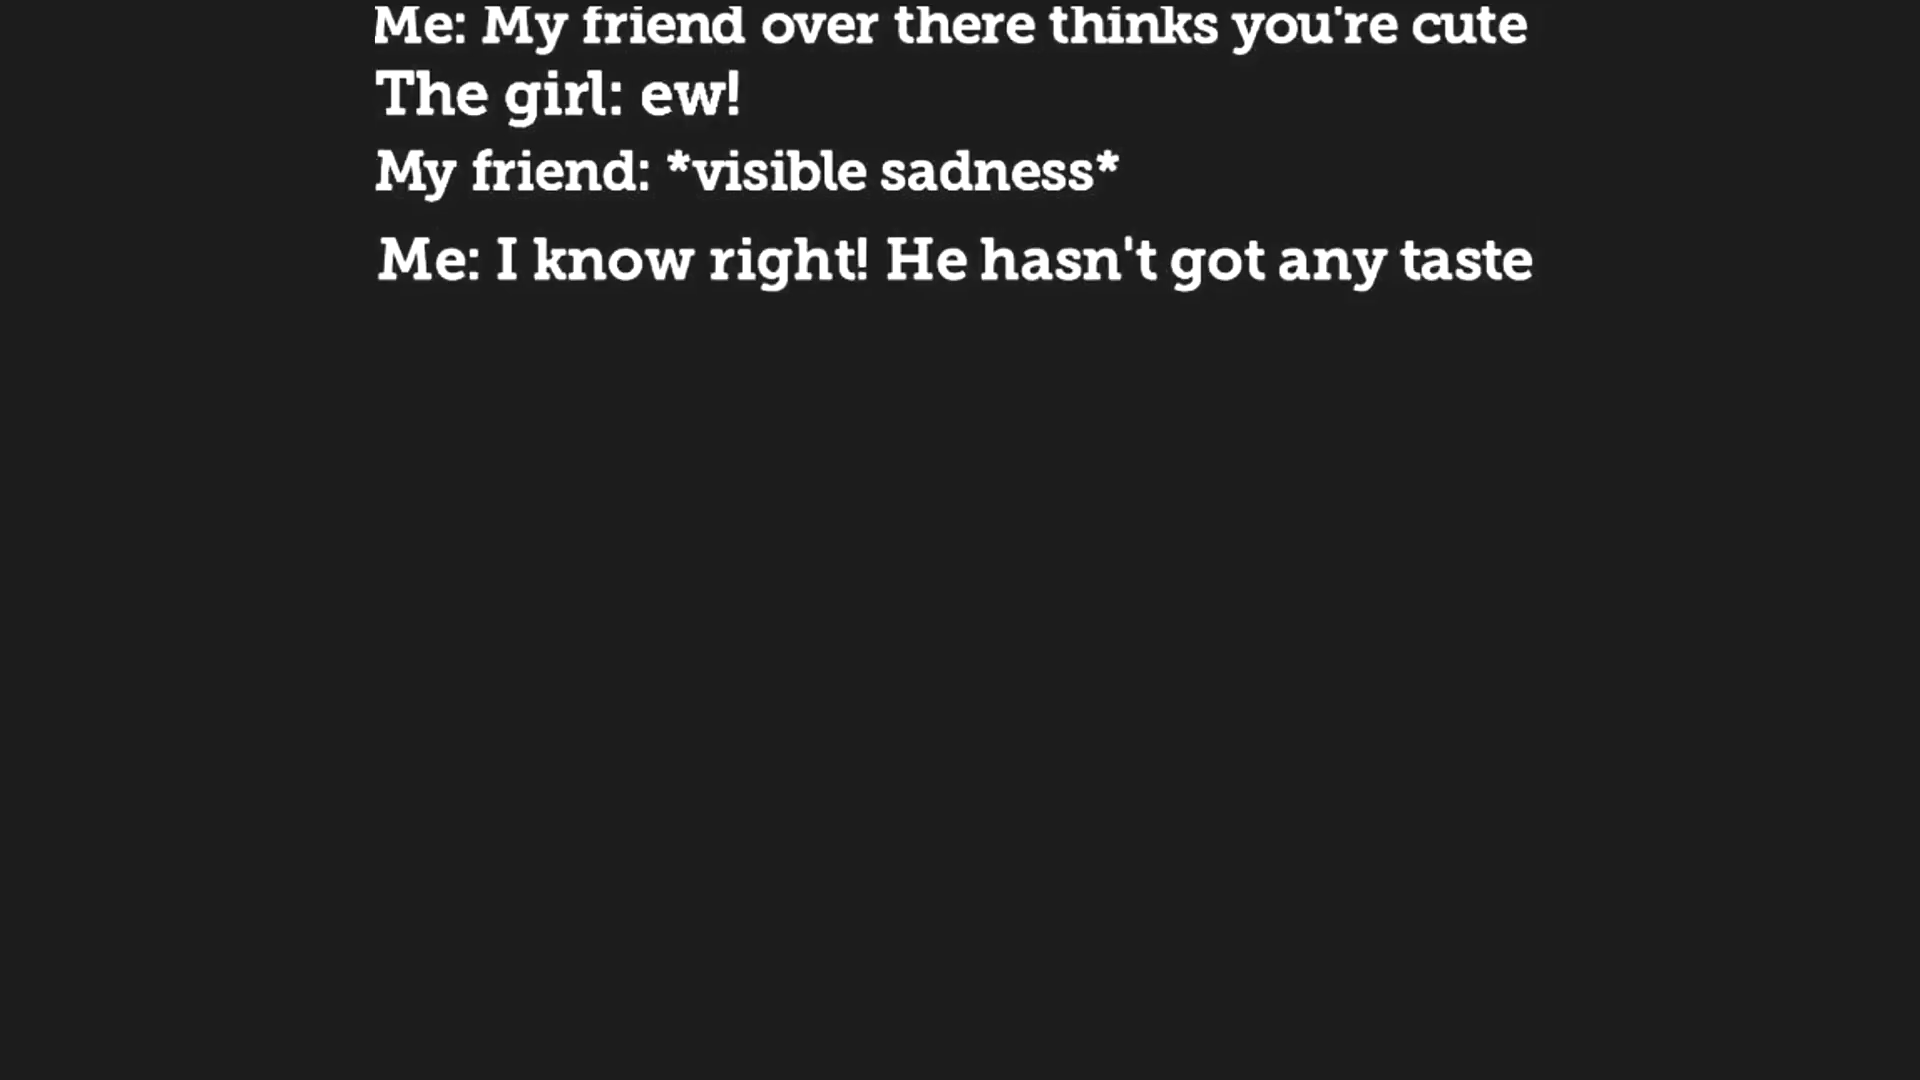 Me: My friend over there thinks you're cute
The girl: ew!
My friend: *visible sadness*
Me: I know right! He hasn't got any taste